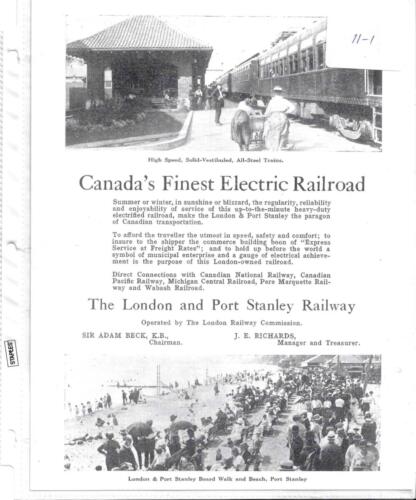 11-1
High Speed, Solid-Vestibuled, All-Steel Trains.
Canada's Finest Electric Railroad
Summer or winter, in sunshine or blizzard, the regularity, reliability
and enjoyability of service of this up-to-the-minute heavy-duty
electrified railroad, make the London & Port Stanley the paragon
of Canadian transportation.
To afford the traveller the utmost in speed, safety and comfort; to
insure to the shipper the commerce building boon of "Express
Service at Freight Rates"; and to hold up before the world a
symbol of municipal enterprise and a gauge of electrical achieve-
ment is the purpose of this London-owned railroad.
Direct Connections with Canadian National Railway, Canadian
Pacific Railway, Michigan Central Railroad, Pere Marquette Rail-
way and Wabash Railroad.
The London and Port Stanley Railway
Operated by The London Railway Commission.
SIR ADAM BECK, K.B., J. E. RICHARDS,
Chairman. Manager and Treasurer.
STAPLES
London & Port Stanley Board Walk and Beach, Port Stanley